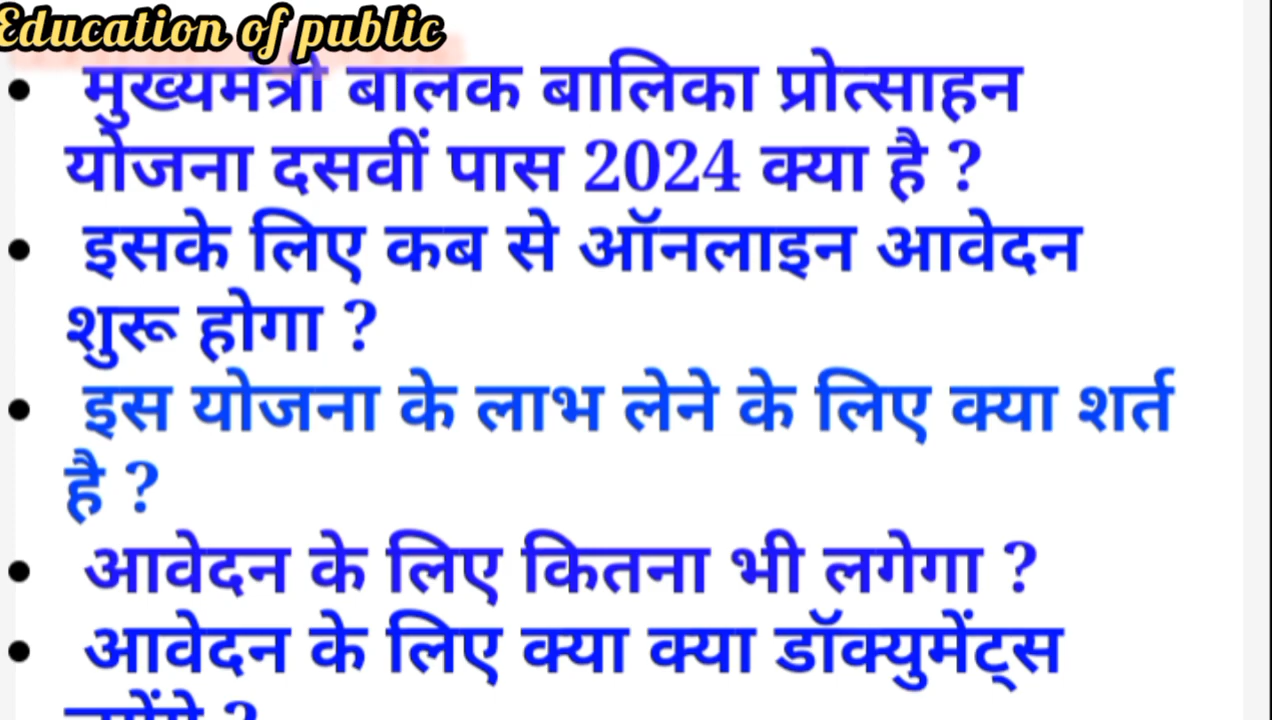 Education of public
• मुख्यमंत्री बालक बालिका प्रोत्साहन
योजना दसवीं पास 2024 क्या है ?
• इसके लिए कब से ऑनलाइन आवेदन
शुरू होगा ?
• इस योजना के लाभ लेने के लिए क्या शर्त
है ?
• आवेदन के लिए कितना भी लगेगा ?
• आवेदन के लिए क्या क्या डॉक्युमेंट्स